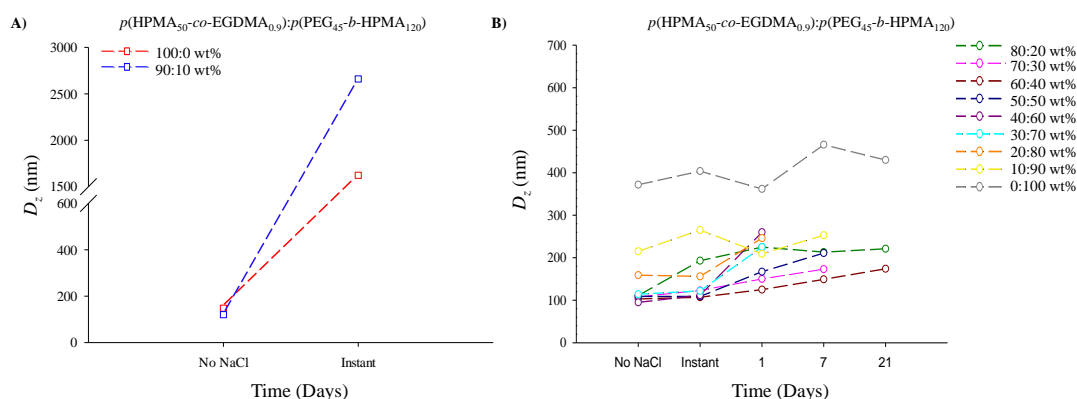 A)
p(HPMA50-co-EGDMA0.9):p(PEG45-b-HPMA120)
100:0 wt%
90:10 wt%
3000
2500
2000
1500
600
400
200
0
Dz (nm)
No NaCl
Instant
Time (Days)
B)
p(HPMA50-co-EGDMA0.9):p(PEG45-b-HPMA120)
80:20 wt%
70:30 wt%
60:40 wt%
50:50 wt%
40:60 wt%
30:70 wt%
20:80 wt%
10:90 wt%
0:100 wt%
700
600
500
400
300
200
100
0
Dz (nm)
No NaCl
Instant
1
7
21
Time (Days)